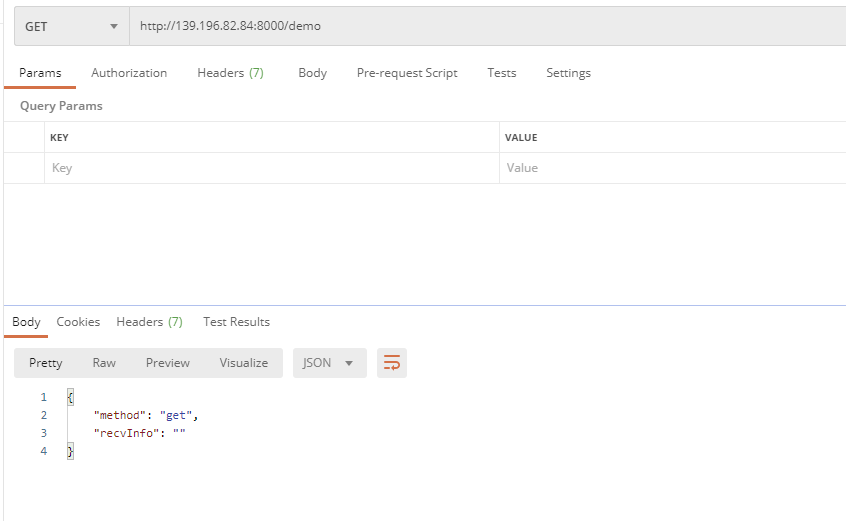 GET http://139.196.82.84:8000/demo
Params Authorization Headers (7) Body Pre-request Script Tests Settings
Query Params
KEY VALUE
Key Value
Body Cookies Headers (7) Test Results
Pretty Raw Preview Visualize JSON
1 {
2 "method": "get",
3 "recvInfo": ""
4 }